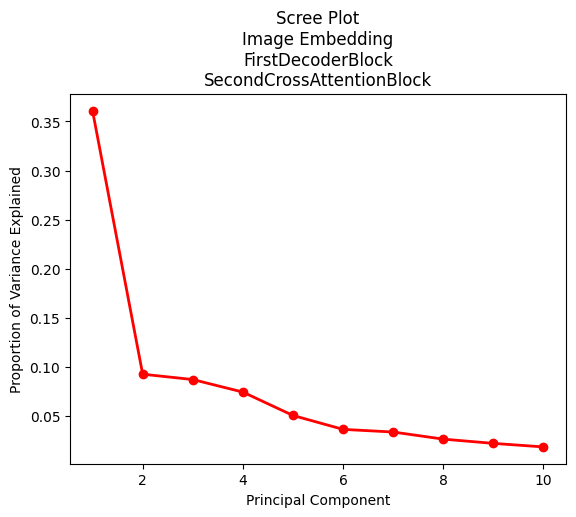 Scree Plot
Image Embedding
FirstDecoderBlock
SecondCrossAttentionBlock
Proportion of Variance Explained
0.35
0.30
0.25
0.20
0.15
0.10
0.05
2 4 6 8 10
Principal Component